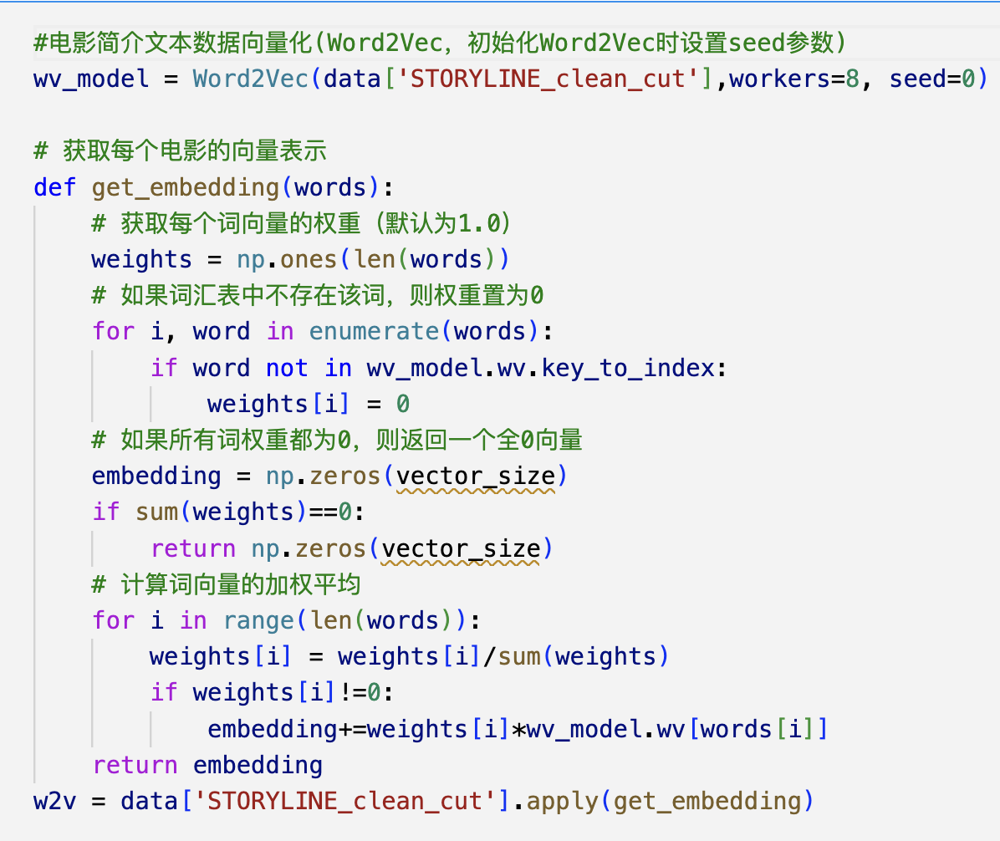 #电影简介文本数据向量化(Word2Vec，初始化Word2Vec时设置seed参数)
wv_model = Word2Vec(data['STORYLINE_clean_cut'],workers=8, seed=0)
# 获取每个电影的向量表示
def get_embedding(words):
    # 获取每个词向量的权重（默认为1.0）
    weights = np.ones(len(words))
    # 如果词汇表中不存在该词，则权重置为0
    for i, word in enumerate(words):
        if word not in wv_model.wv.key_to_index:
            weights[i] = 0
    # 如果所有词权重都为0，则返回一个全0向量
    embedding = np.zeros(vector_size)
    if sum(weights)==0:
        return np.zeros(vector_size)
    # 计算词向量的加权平均
    for i in range(len(words)):
        weights[i] = weights[i]/sum(weights)
        if weights[i]!=0:
            embedding+=weights[i]*wv_model.wv[words[i]]
    return embedding
w2v = data['STORYLINE_clean_cut'].apply(get_embedding)